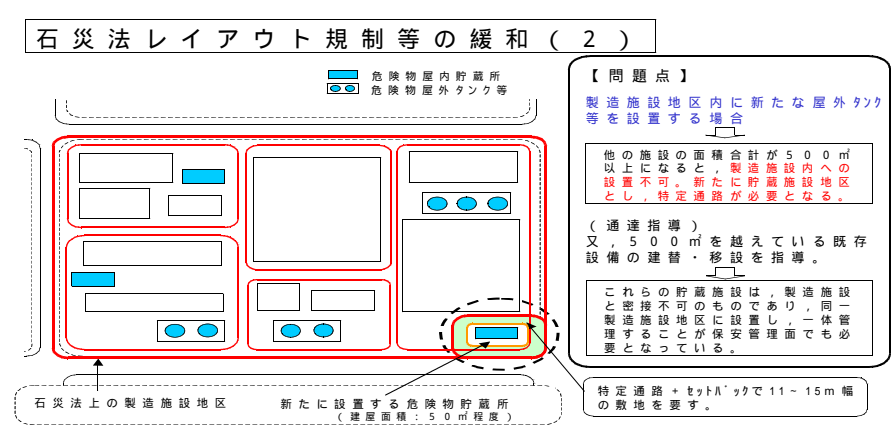 石災法レイアウト規制等の緩和(2)
危険物屋内貯蔵所
危険物屋外タンク等
【問題点】
製造施設地区内に新たな屋外ﾀﾝｸ
等を設置する場合
他の施設の面積合計が500㎡
以上になると,製造施設内への
設置不可。新たに貯蔵施設地区
とし,特定通路が必要となる。
(通達指導)
又,500㎡を越えている既存
設備の建替・移設を指導。
これらの貯蔵施設は,製造施設
と密接不可のものであり,同一
製造施設地区に設置し,一体管
理することが保安管理面でも必
要となっている。
石災法上の製造施設地区
新たに設置する危険物貯蔵所
(建屋面積:50㎡程度)
特定通路+ｾｯﾄﾊﾞｯｸで11~15m幅
の敷地を要す。